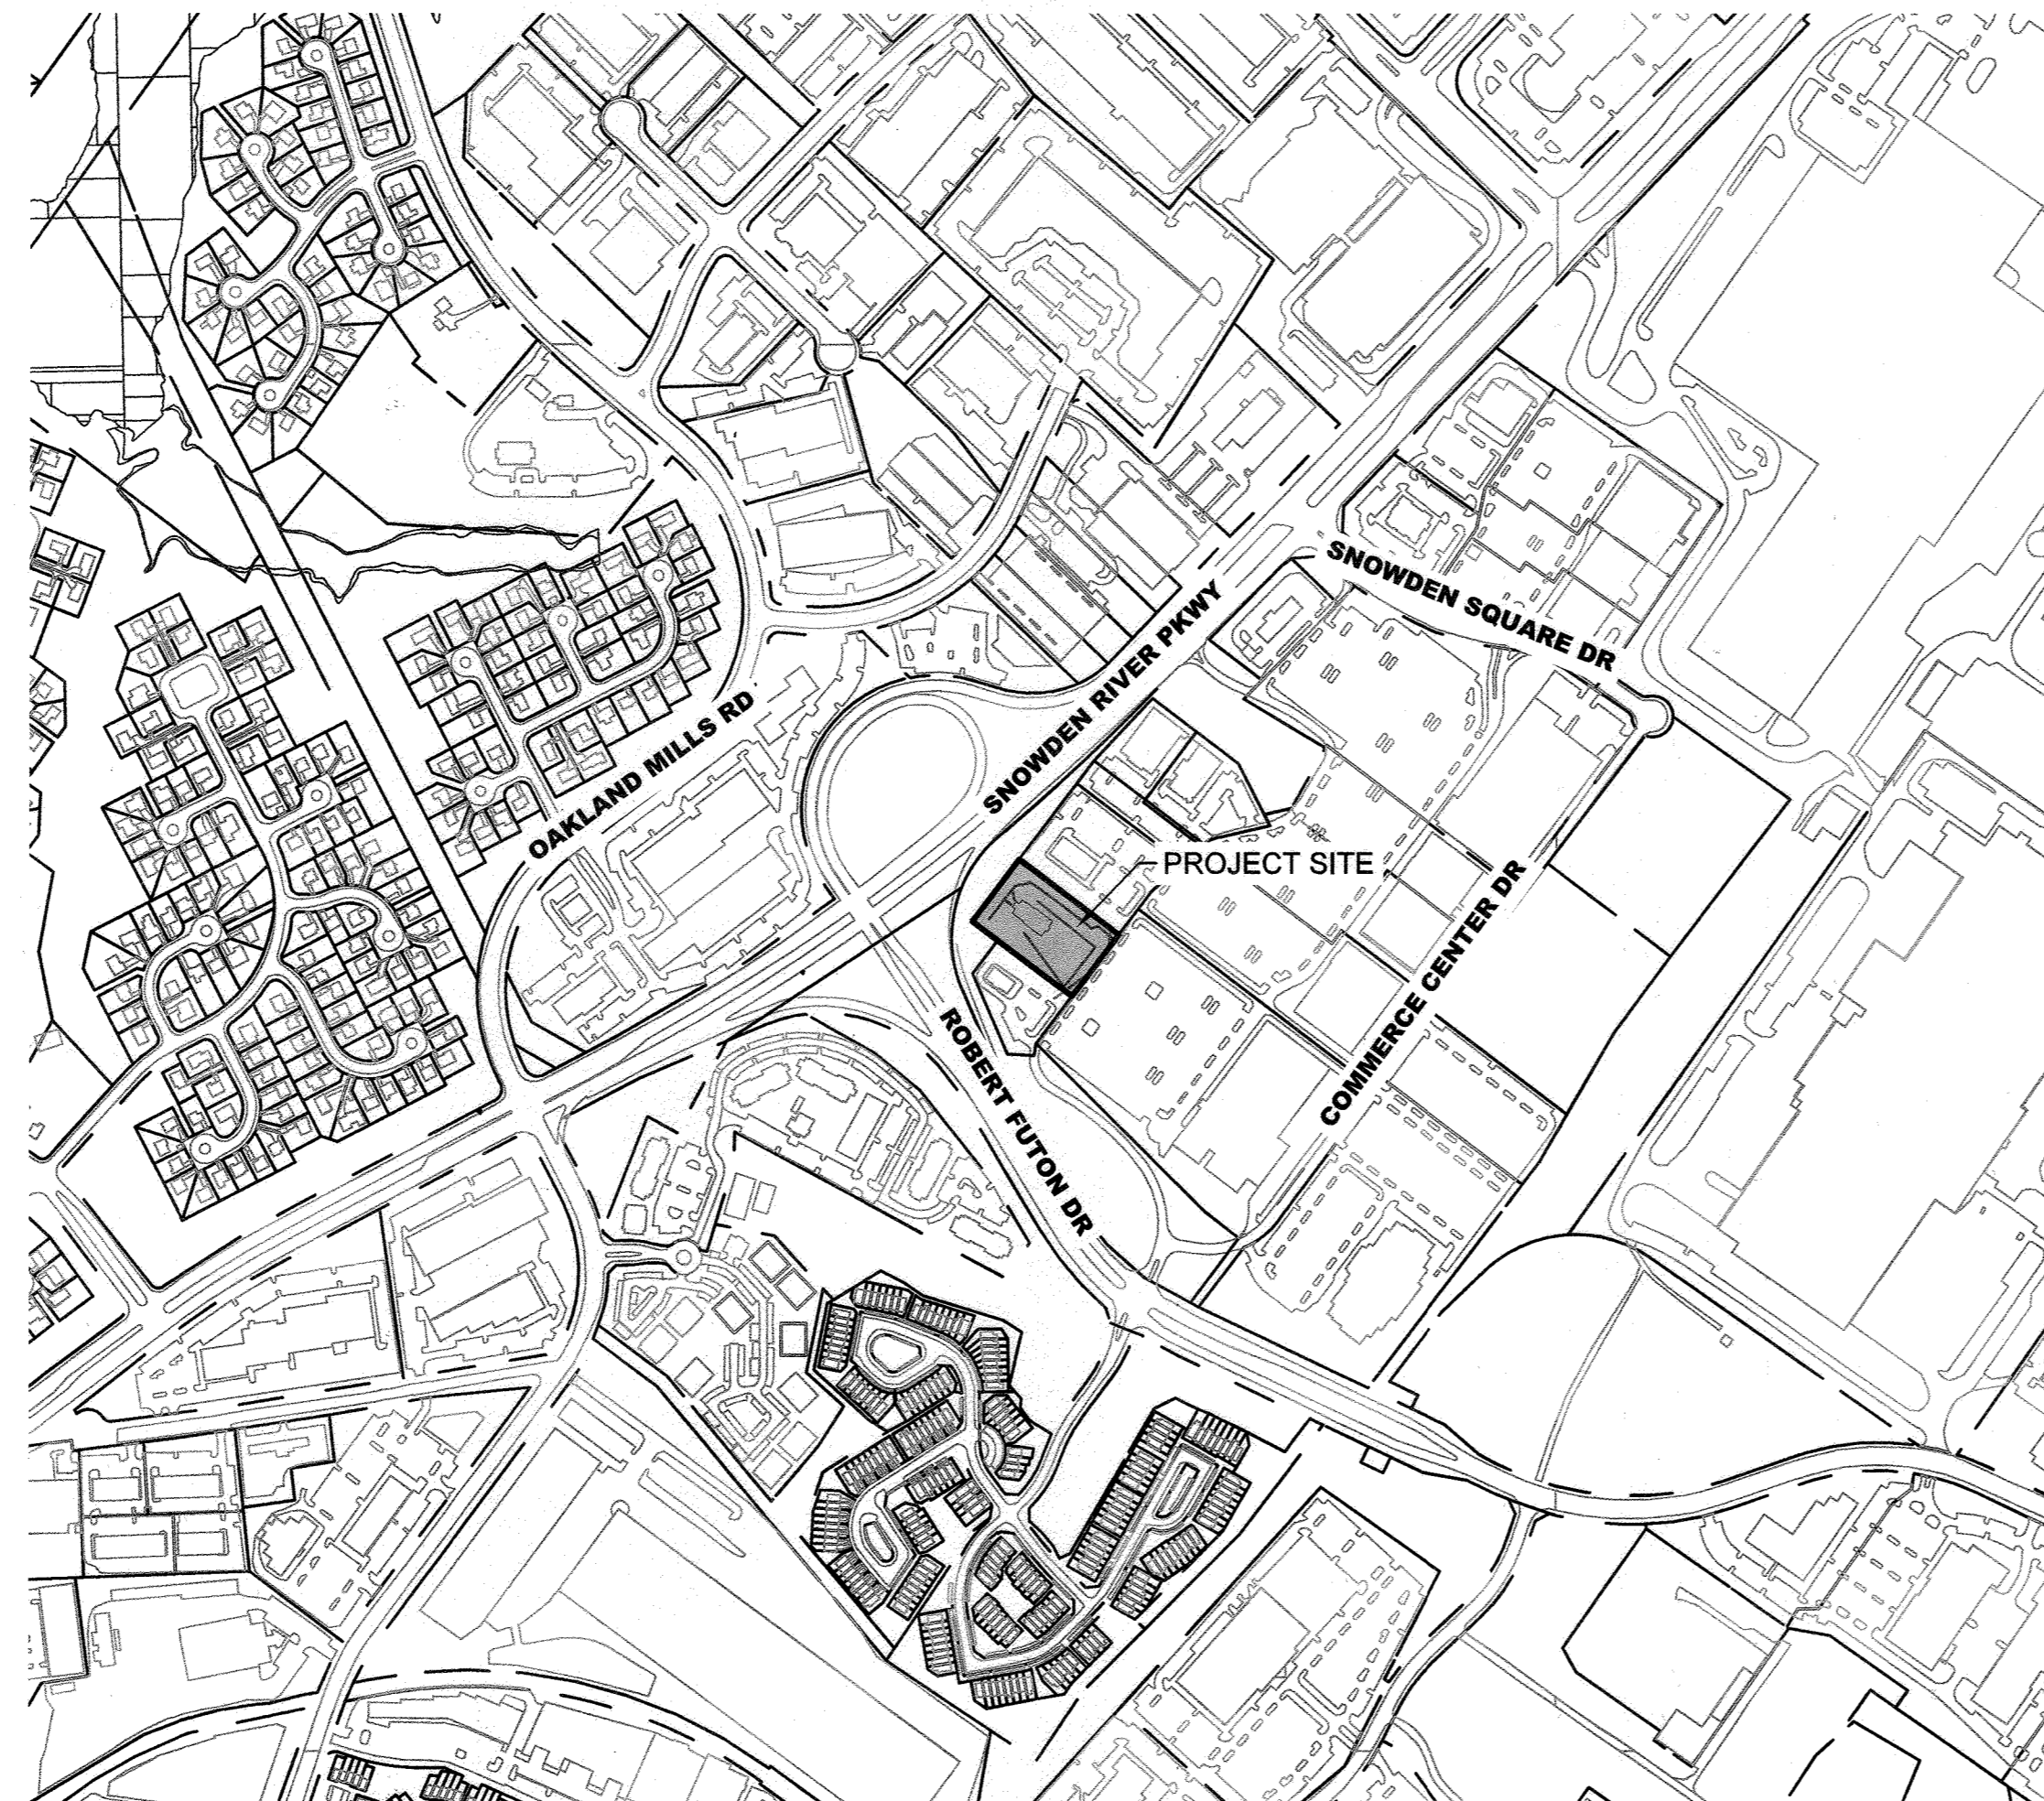 SNOWDEN SQUARE DR
SNOWDEN RIVER PKWY
OAKLAND MILLS RD
PROJECT SITE
COMMERCE CENTER DR
ROBERT FUTON DR